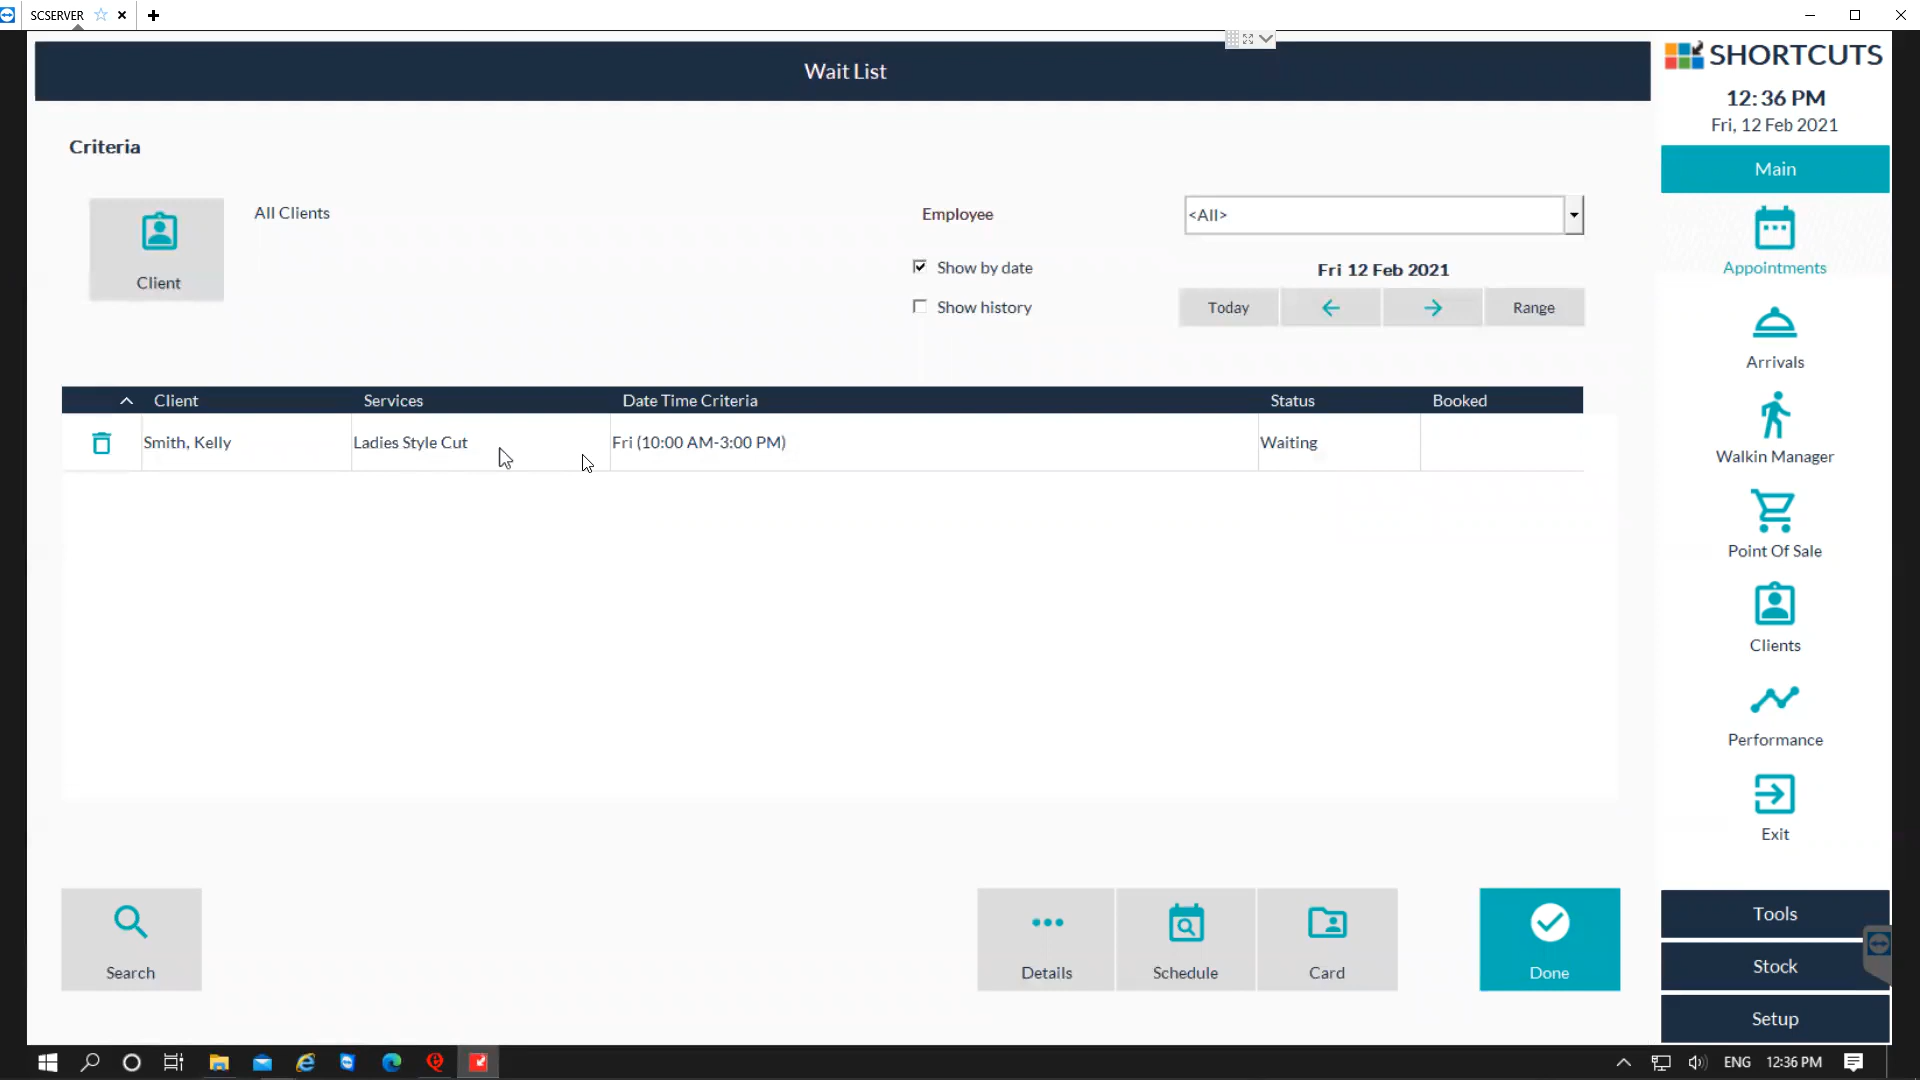 SCSERVER
Wait List
SHORTCUTS
12:36 PM
Fri, 12 Feb 2021
Main
Criteria
Client
All Clients
Employee
<All>
Show by date
Fri 12 Feb 2021
Show history
Today
Range
Client Services Date Time Criteria Status Booked
Smith, Kelly Ladies Style Cut Fri (10:00 AM-3:00 PM) Waiting
Appointments
Arrivals
Walkin Manager
Point Of Sale
Clients
Performance
Exit
Search
Details
Schedule
Card
Done
Tools
Stock
Setup
ENG 12:36 PM